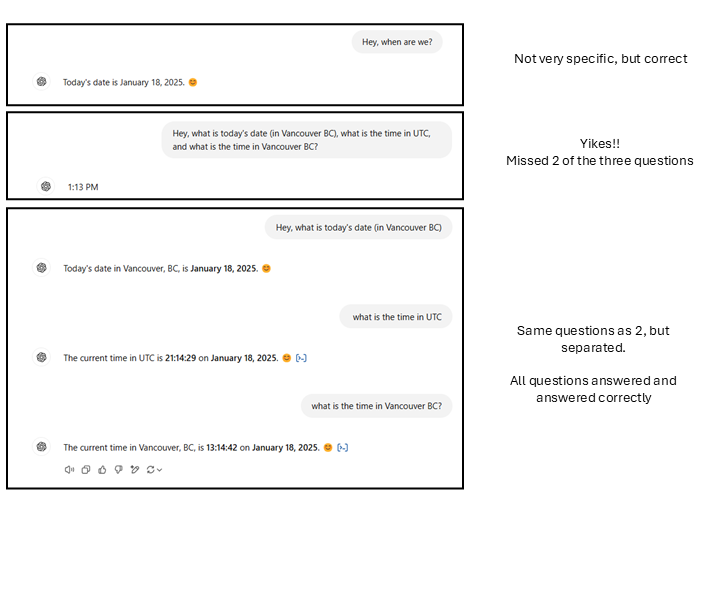 Hey, when are we?
Not very specific, but correct
Today's date is January 18, 2025. 😊
Hey, what is today's date (in Vancouver BC), what is the time in UTC,
and what is the time in Vancouver BC?
Yikes!!
Missed 2 of the three questions
1:13 PM
Hey, what is today's date (in Vancouver BC)
Today's date in Vancouver, BC, is January 18, 2025. 😊
what is the time in UTC
Same questions as 2, but
separated.
The current time in UTC is 21:14:29 on January 18, 2025. 😊 [>-]
All questions answered and
answered correctly
what is the time in Vancouver BC?
The current time in Vancouver, BC, is 13:14:42 on January 18, 2025. 😊 [>-]